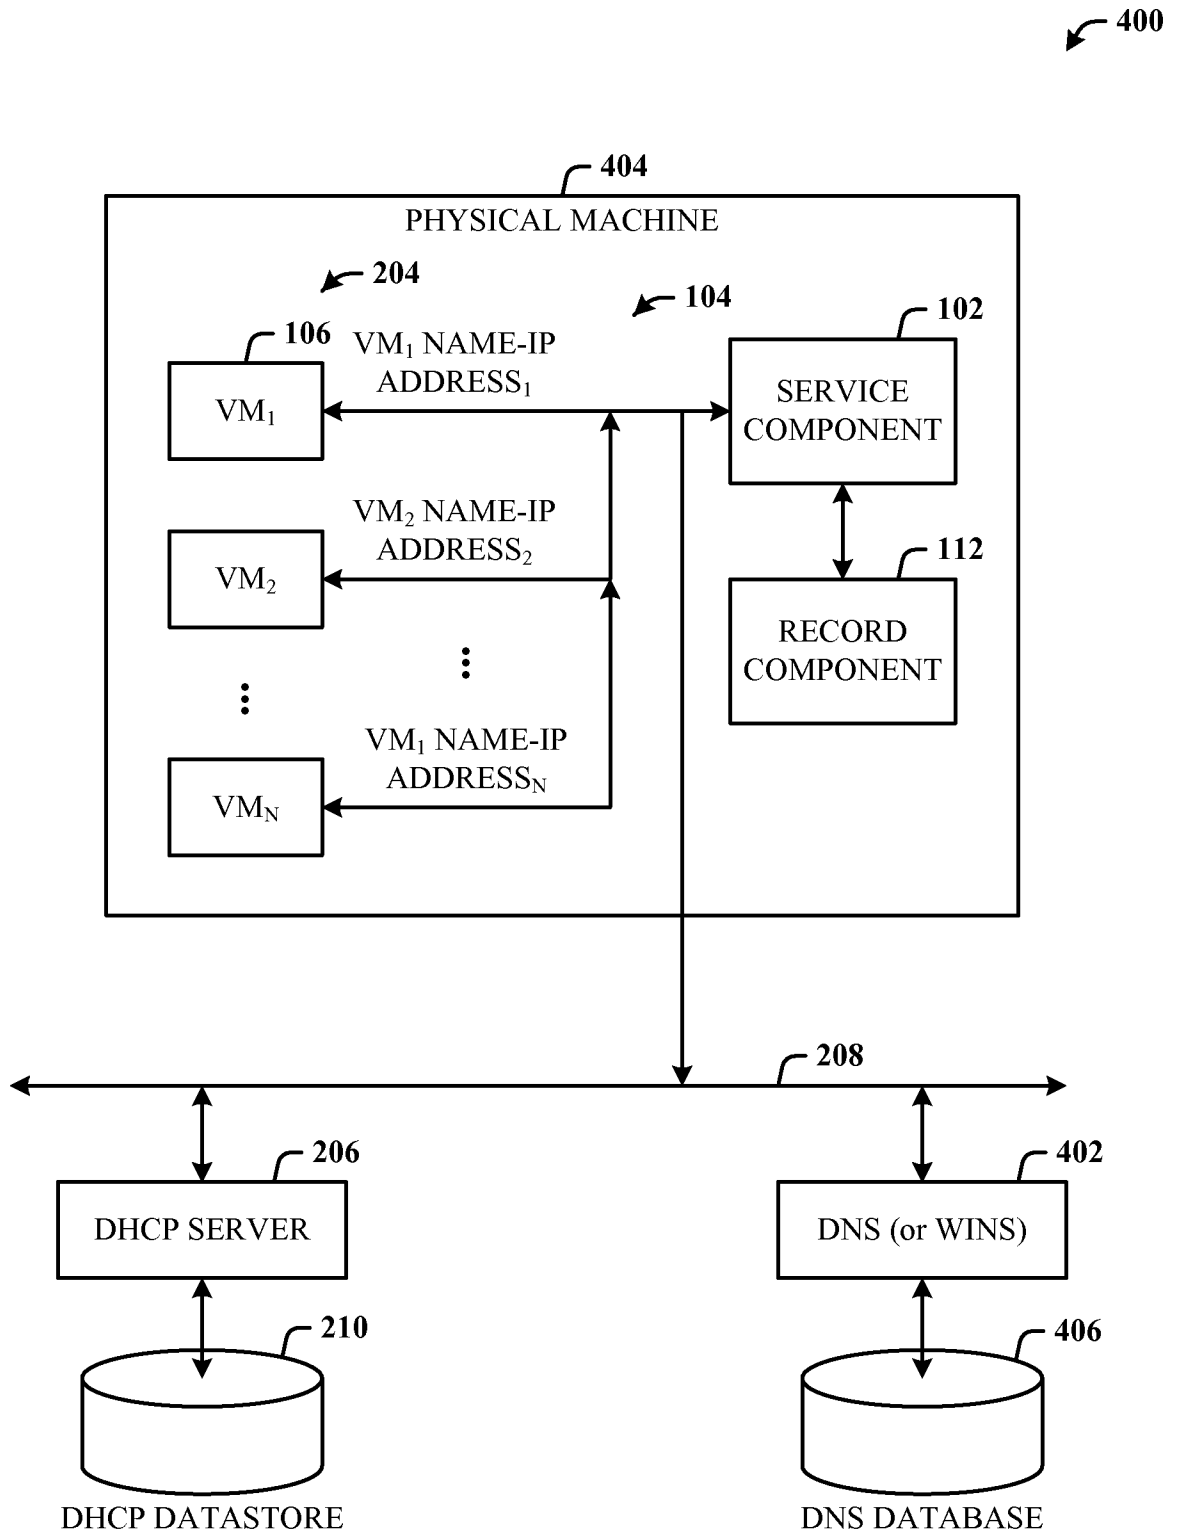 400
404
PHYSICAL MACHINE
204
104
102
106
VM1 NAME-IP
ADDRESS1
SERVICE
COMPONENT
VM1
VM2 NAME-IP
ADDRESS2
112
VM2
RECORD
COMPONENT
VM1 NAME-IP
ADDRESSN
VMN
208
206
402
DHCP SERVER
DNS (or WINS)
210
406
DHCP DATASTORE
DNS DATABASE